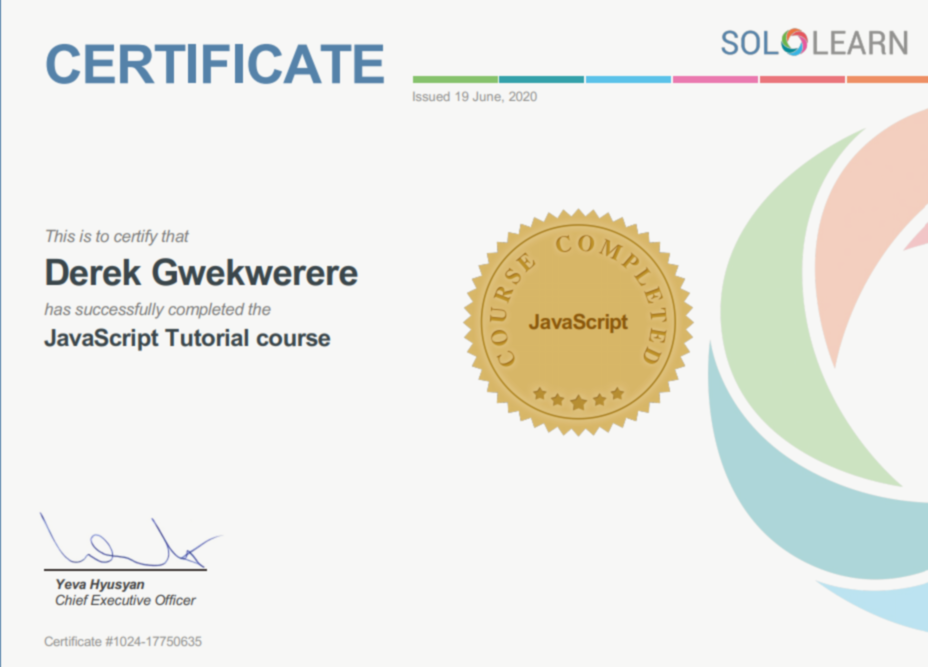 CERTIFICATE
SOLOLEARN
Issued 19 June, 2020
This is to certify that
Derek Gwekwerere
has successfully completed the
JavaScript Tutorial course
COURSE COMPLETED
JavaScript
Yeva Hyusyan
Chief Executive Officer
Certificate #1024-17750635